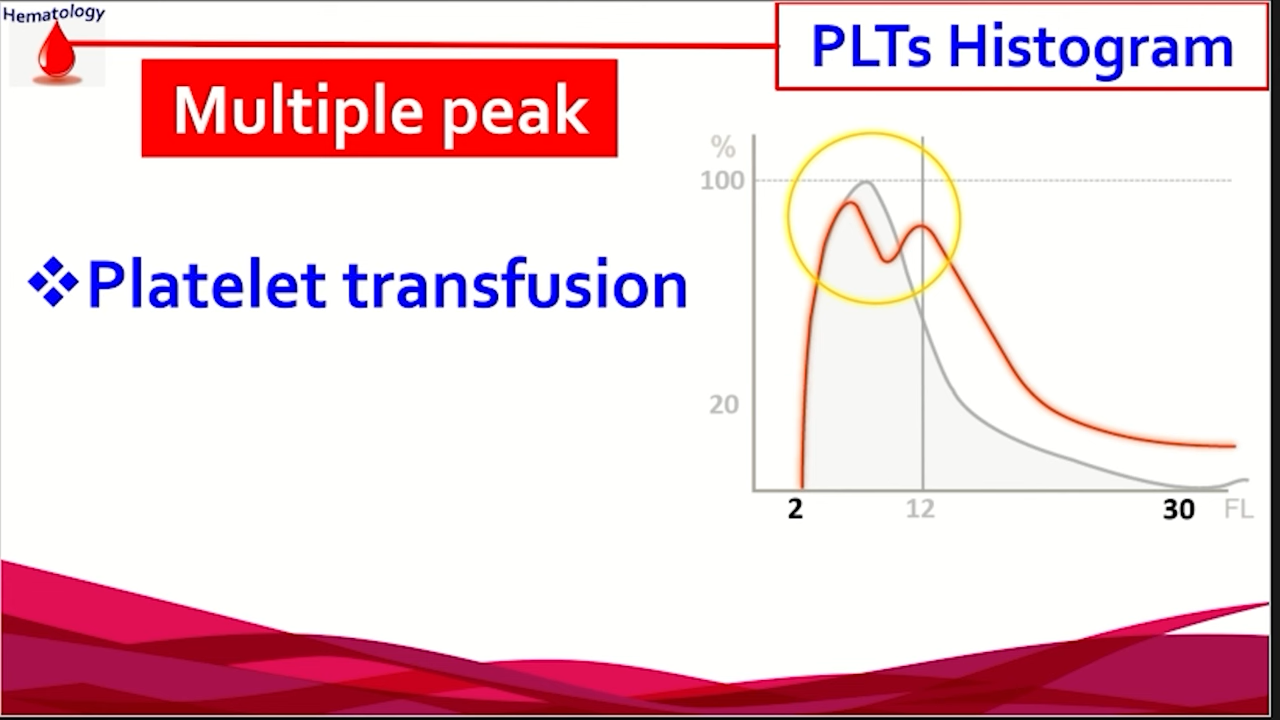 Hematology
PLTs Histogram
Multiple peak
❖Platelet transfusion
%
100
20
2 12 30 FL